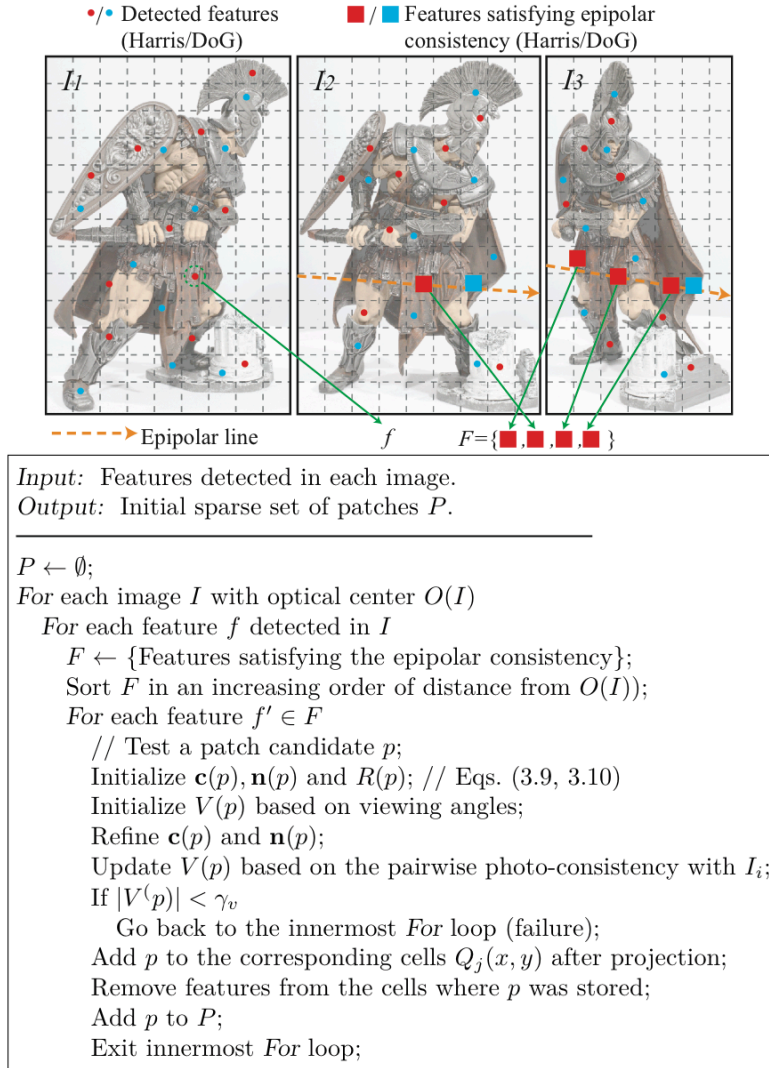 •/• Detected features
(Harris/DoG)
■/■ Features satisfying epipolar
consistency (Harris/DoG)
I1
I2
I3
Epipolar line
f
F={■,■,■,■ }
Input: Features detected in each image.
Output: Initial sparse set of patches P.
P ← ∅;
For each image I with optical center O(I)
For each feature f detected in I
F ← {Features satisfying the epipolar consistency};
Sort F in an increasing order of distance from O(I));
For each feature f′ ∈ F
// Test a patch candidate p;
Initialize c(p), n(p) and R(p); // Eqs. (3.9, 3.10)
Initialize V(p) based on viewing angles;
Refine c(p) and n(p);
Update V(p) based on the pairwise photo-consistency with I_i;
If |V^(p)| < γ_v
Go back to the innermost For loop (failure);
Add p to the corresponding cells Q_j(x, y) after projection;
Remove features from the cells where p was stored;
Add p to P;
Exit innermost For loop;